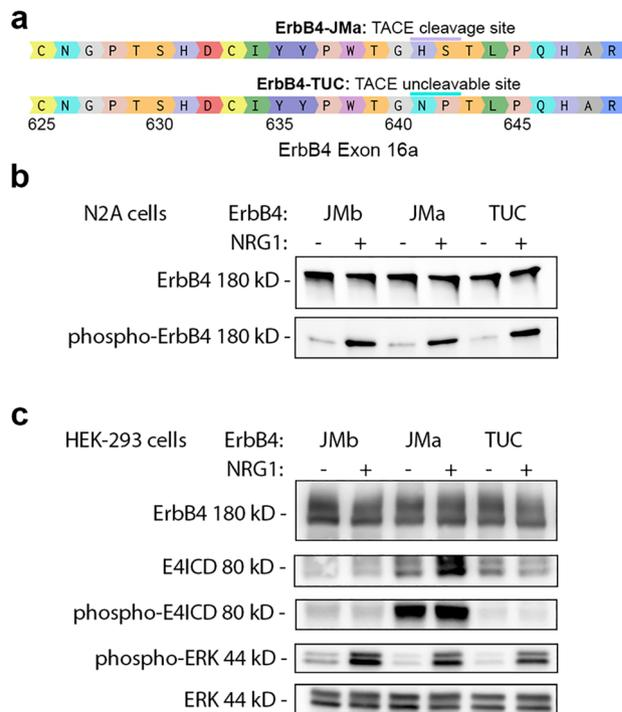 a
ErbB4-JMa: TACE cleavage site
C N G P T S H D C I Y Y P W T G H S T L P Q H A R
ErbB4-TUC: TACE uncleavable site
C N G P T S H D C I Y Y P W T G N P T L P Q H A R
625 630 635 640 645
ErbB4 Exon 16a
b
N2A cells ErbB4: JMb JMa TUC
NRG1: - + - + - +
ErbB4 180 kD -
phospho-ErbB4 180 kD -
c
HEK-293 cells ErbB4: JMb JMa TUC
NRG1: - + - + - +
ErbB4 180 kD -
E4ICD 80 kD -
phospho-E4ICD 80 kD -
phospho-ERK 44 kD -
ERK 44 kD -